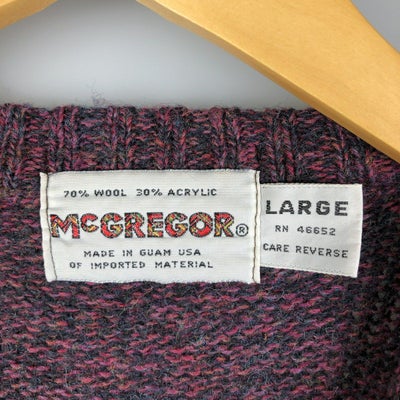 70% WOOL 30% ACRYLIC
McGREGOR®
MADE IN GUAM USA
OF IMPORTED MATERIAL
LARGE
RN 46652
CARE REVERSE